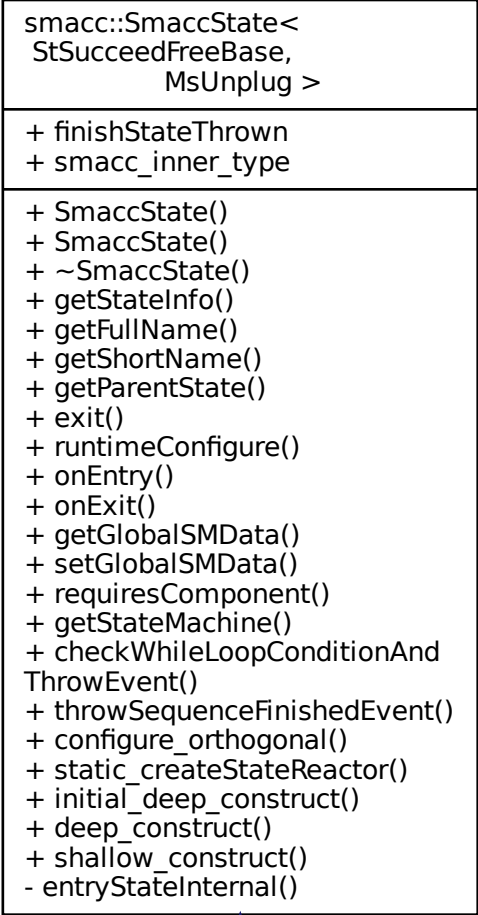 smacc::SmaccState<
StSucceedFreeBase,
MsUnplug >
+ finishStateThrown
+ smacc_inner_type
+ SmaccState()
+ SmaccState()
+ ~SmaccState()
+ getStateInfo()
+ getFullName()
+ getShortName()
+ getParentState()
+ exit()
+ runtimeConfigure()
+ onEntry()
+ onExit()
+ getGlobalSMData()
+ setGlobalSMData()
+ requiresComponent()
+ getStateMachine()
+ checkWhileLoopConditionAnd
ThrowEvent()
+ throwSequenceFinishedEvent()
+ configure_orthogonal()
+ static_createStateReactor()
+ initial_deep_construct()
+ deep_construct()
+ shallow_construct()
- entryStateInternal()